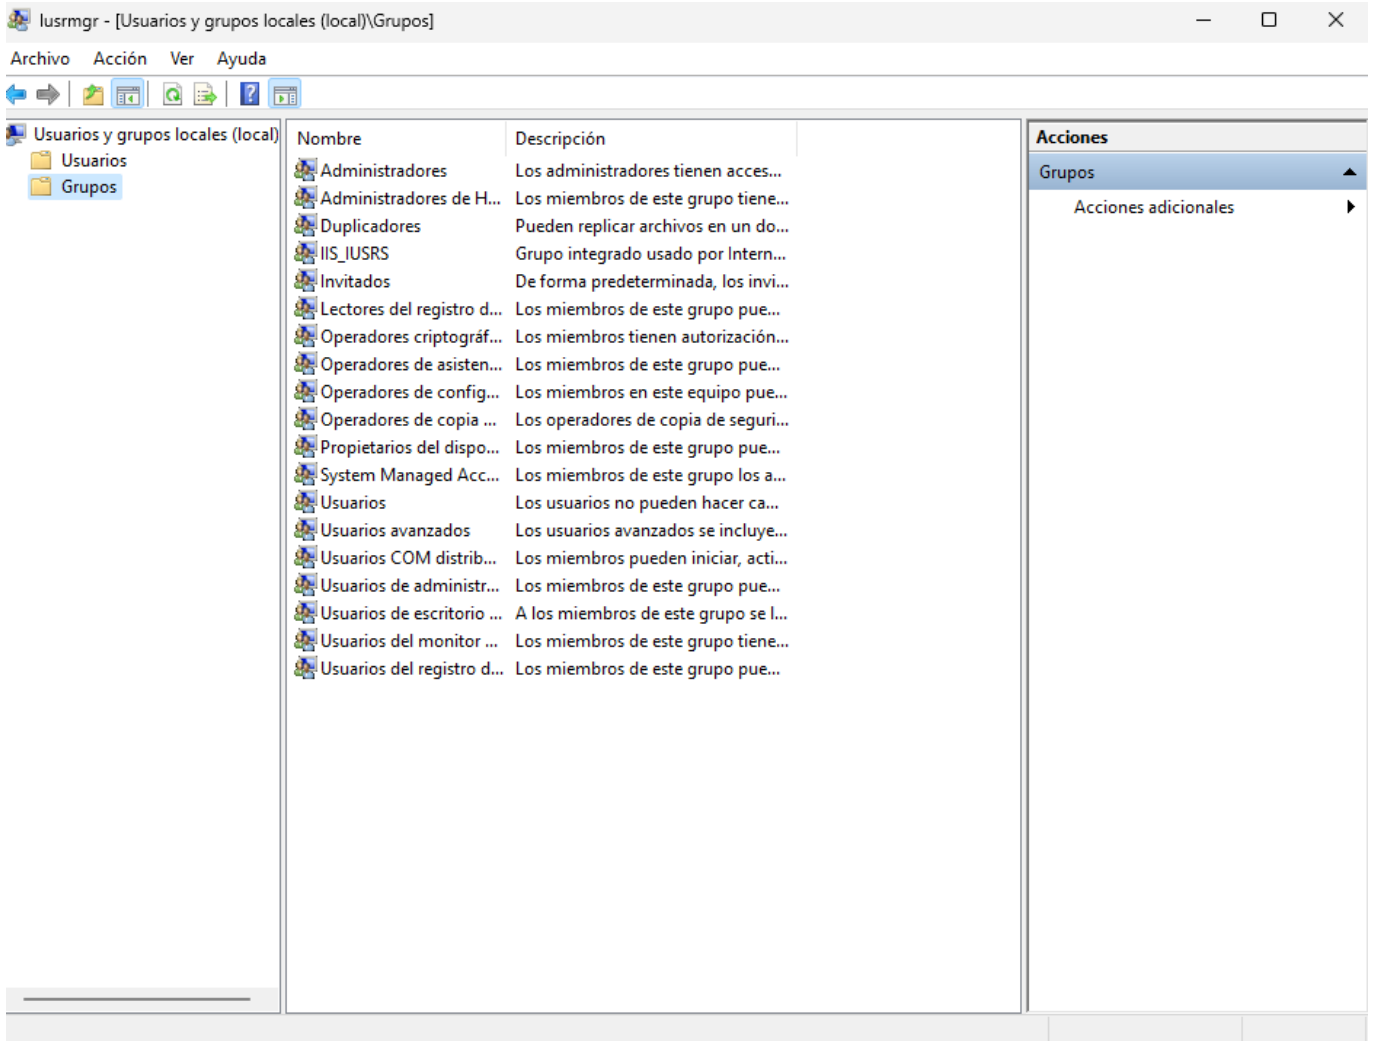 lusrmgr - [Usuarios y grupos locales (local)\Grupos]
Archivo Acción Ver Ayuda
Usuarios y grupos locales (local)
Usuarios
Grupos
Nombre Descripción
Administradores Los administradores tienen acces...
Administradores de H... Los miembros de este grupo tiene...
Duplicadores Pueden replicar archivos en un do...
IIS_IUSRS Grupo integrado usado por Intern...
Invitados De forma predeterminada, los invi...
Lectores del registro d... Los miembros de este grupo pue...
Operadores criptográf... Los miembros tienen autorización...
Operadores de asisten... Los miembros de este grupo pue...
Operadores de config... Los miembros en este equipo pue...
Operadores de copia ... Los operadores de copia de seguri...
Propietarios del dispo... Los miembros de este grupo pue...
System Managed Acc... Los miembros de este grupo los a...
Usuarios Los usuarios no pueden hacer ca...
Usuarios avanzados Los usuarios avanzados se incluye...
Usuarios COM distrib... Los miembros pueden iniciar, acti...
Usuarios de administr... Los miembros de este grupo pue...
Usuarios de escritorio ... A los miembros de este grupo se l...
Usuarios del monitor ... Los miembros de este grupo tiene...
Usuarios del registro d... Los miembros de este grupo pue...
Acciones
Grupos
Acciones adicionales